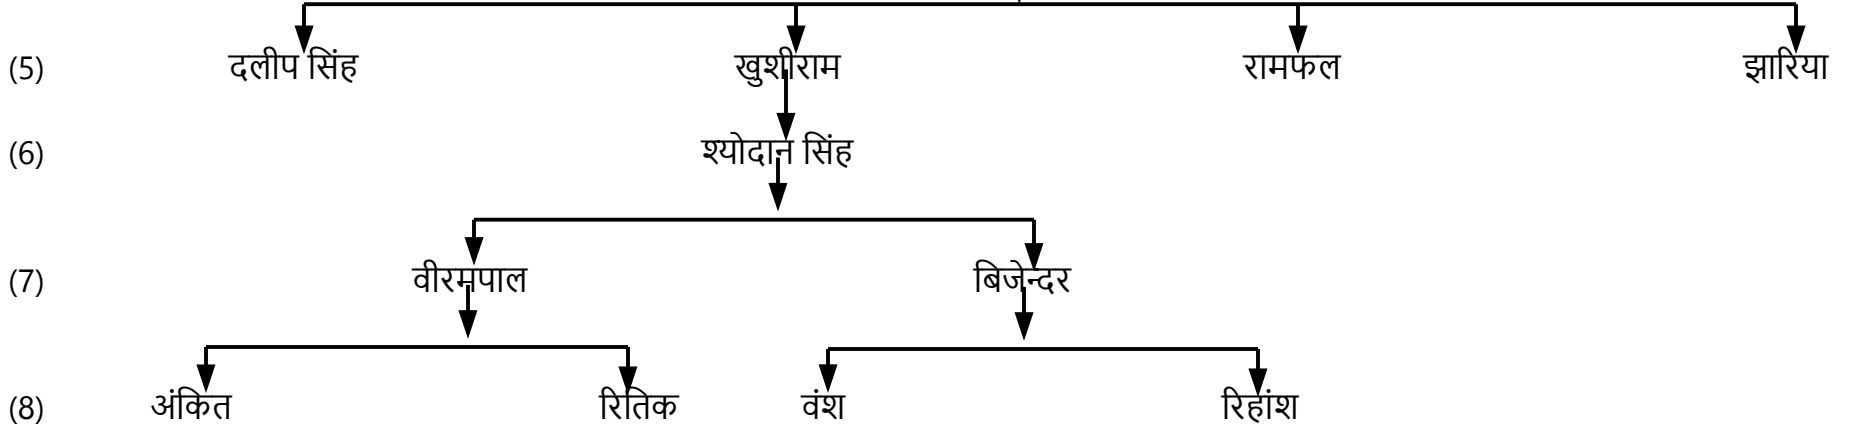 (5) दलीप सिंह खुशीराम रामफल झारिया
(6) श्योदान सिंह
(7) वीरमपाल बिजेन्दर
(8) अंकित रितिक वंश रिहांश